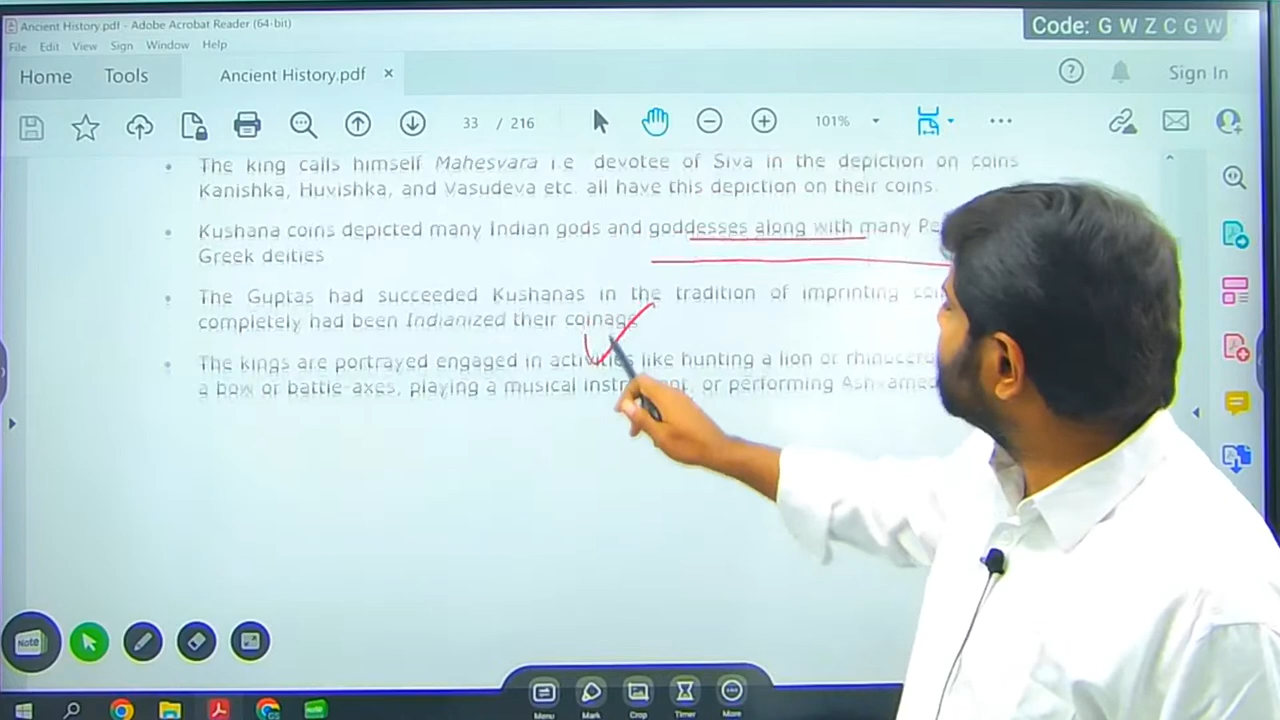 Ancient History.pdf - Adobe Acrobat Reader (64-bit)
Code: G W Z C G W
File Edit View Sign Window Help
Home Tools Ancient History.pdf × Sign In
33 / 216 101%
• The king calls himself Mahesvara i.e devotee of Siva in the depiction on coins
Kanishka, Huvishka, and Vasudeva etc. all have this depiction on their coins.
• Kushana coins depicted many Indian gods and goddesses along with many
Greek deities
• The Guptas had succeeded Kushanas in the tradition of imprinting
completely had been Indianized their coinage
• The kings are portrayed engaged in activities like hunting a lion or
a bow or battle-axes, playing a musical or performing
Note
Menu Mark Crop Timer More
Note